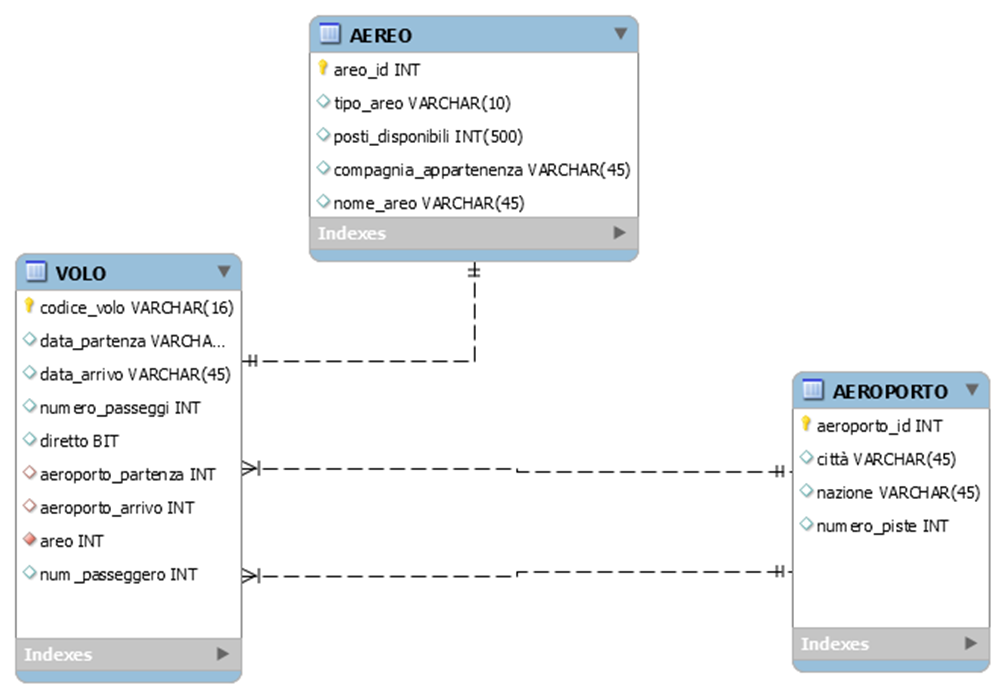 AEREO
areo_id INT
tipo_areo VARCHAR(10)
posti_disponibili INT(500)
compagnia_appartenenza VARCHAR(45)
nome_areo VARCHAR(45)
Indexes
VOLO
codice_volo VARCHAR(16)
data_partenza VARCHA...
data_arrivo VARCHAR(45)
numero_passeggi INT
diretto BIT
aeroporto_partenza INT
aeroporto_arrivo INT
areo INT
num_passeggero INT
Indexes
AEROPORTO
aeroporto_id INT
città VARCHAR(45)
nazione VARCHAR(45)
numero_piste INT
Indexes